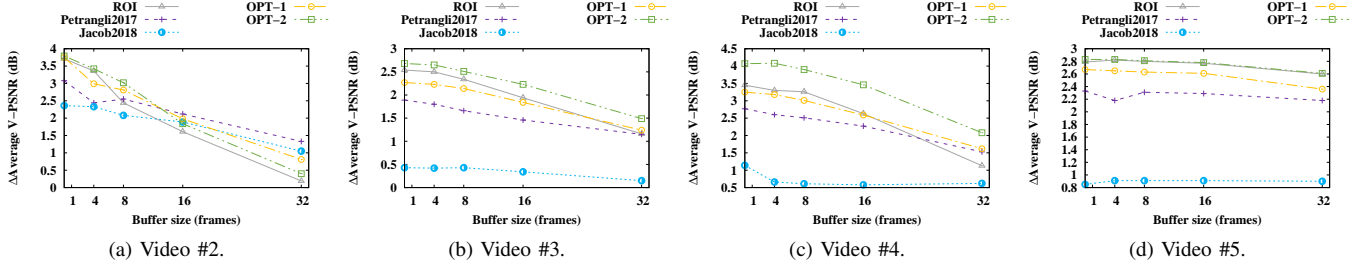 ROI
Petrangli2017
Jacob2018
OPT−1
OPT−2
ΔAverage V−PSNR (dB)
4
3.5
3
2.5
2
1.5
1
0.5
0
1 4 8 16 32
Buffer size (frames)
(a) Video #2.
ROI
Petrangli2017
Jacob2018
OPT−1
OPT−2
ΔAverage V−PSNR (dB)
3
2.5
2
1.5
1
0.5
0
1 4 8 16 32
Buffer size (frames)
(b) Video #3.
ROI
Petrangli2017
Jacob2018
OPT−1
OPT−2
ΔAverage V−PSNR (dB)
4.5
4
3.5
3
2.5
2
1.5
1
0.5
1 4 8 16 32
Buffer size (frames)
(c) Video #4.
ROI
Petrangli2017
Jacob2018
OPT−1
OPT−2
ΔAverage V−PSNR (dB)
3
2.8
2.6
2.4
2.2
2
1.8
1.6
1.4
1.2
1
0.8
1 4 8 16 32
Buffer size (frames)
(d) Video #5.